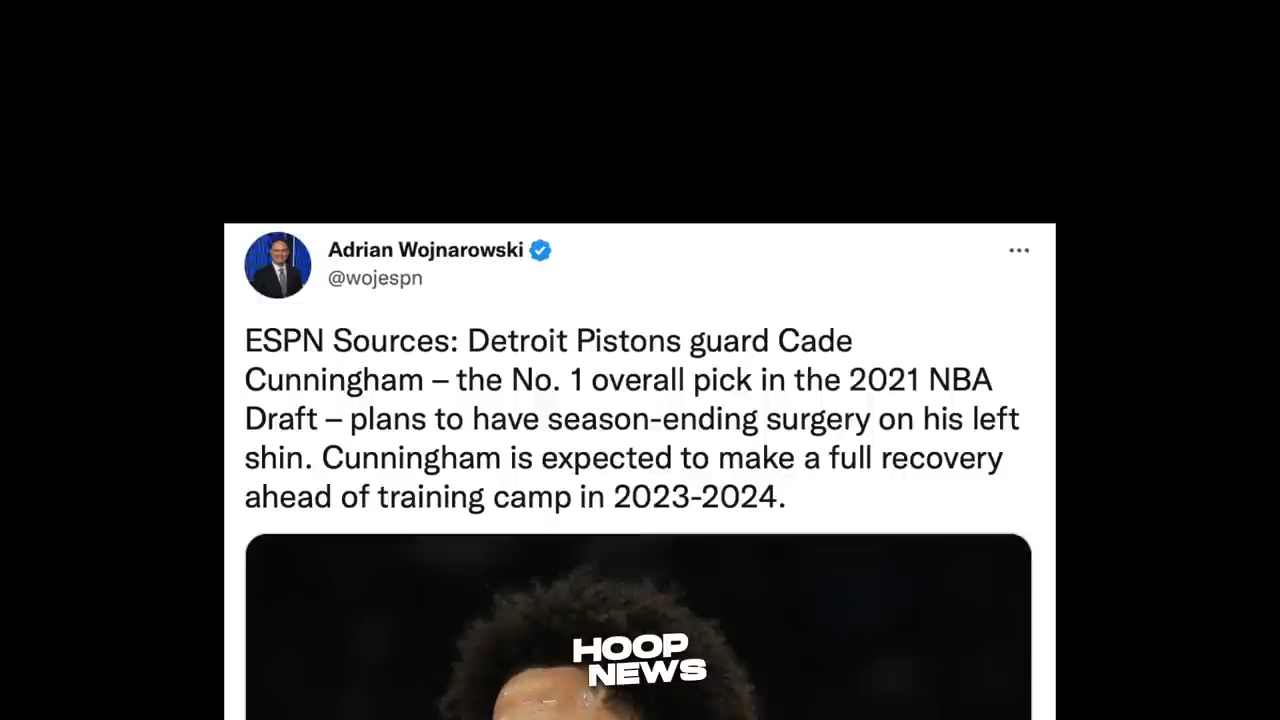 Adrian Wojnarowski
@wojespn
ESPN Sources: Detroit Pistons guard Cade
Cunningham – the No. 1 overall pick in the 2021 NBA
Draft – plans to have season-ending surgery on his left
shin. Cunningham is expected to make a full recovery
ahead of training camp in 2023-2024.
HOOP
NEWS